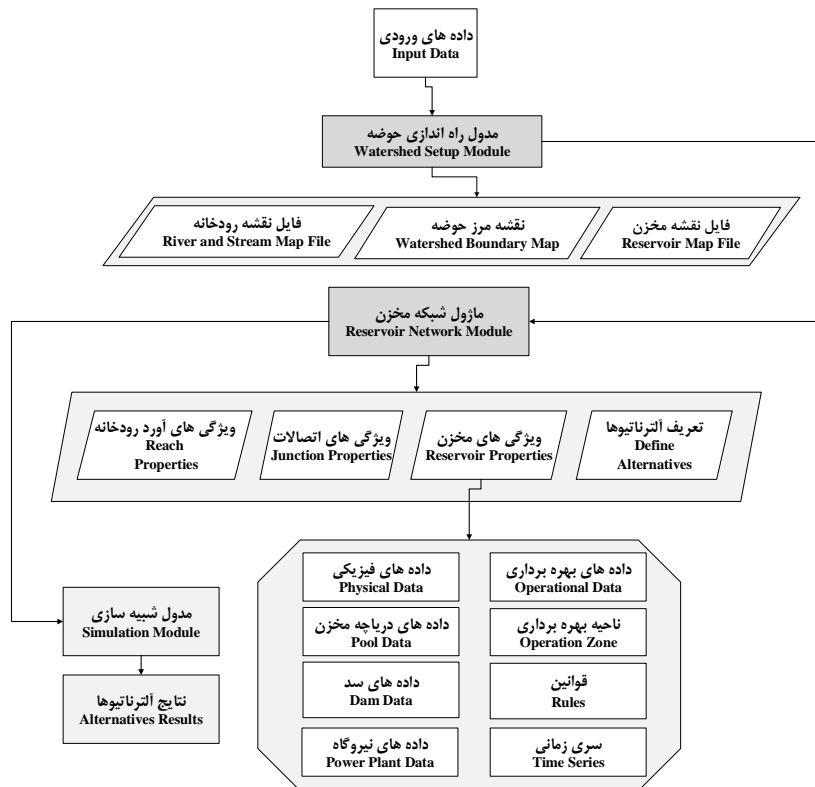 داده های ورودی
Input Data
مدول راه اندازی حوضه
Watershed Setup Module
فایل نقشه رودخانه
River and Stream Map File
نقشه مرز حوضه
Watershed Boundary Map
فایل نقشه مخزن
Reservoir Map File
ماژول شبکه مخزن
Reservoir Network Module
ویژگی های آورد رودخانه
Reach
Properties
ویژگی های اتصالات
Junction Properties
ویژگی های مخزن
Reservoir Properties
تعریف آلترناتیوها
Define
Alternatives
داده های فیزیکی
Physical Data
داده های بهره برداری
Operational Data
داده های دریاچه مخزن
Pool Data
ناحیه بهره برداری
Operation Zone
داده های سد
Dam Data
قوانین
Rules
داده های نیروگاه
Power Plant Data
سری زمانی
Time Series
مدول شبیه سازی
Simulation Module
نتایج آلترناتیوها
Alternatives Results